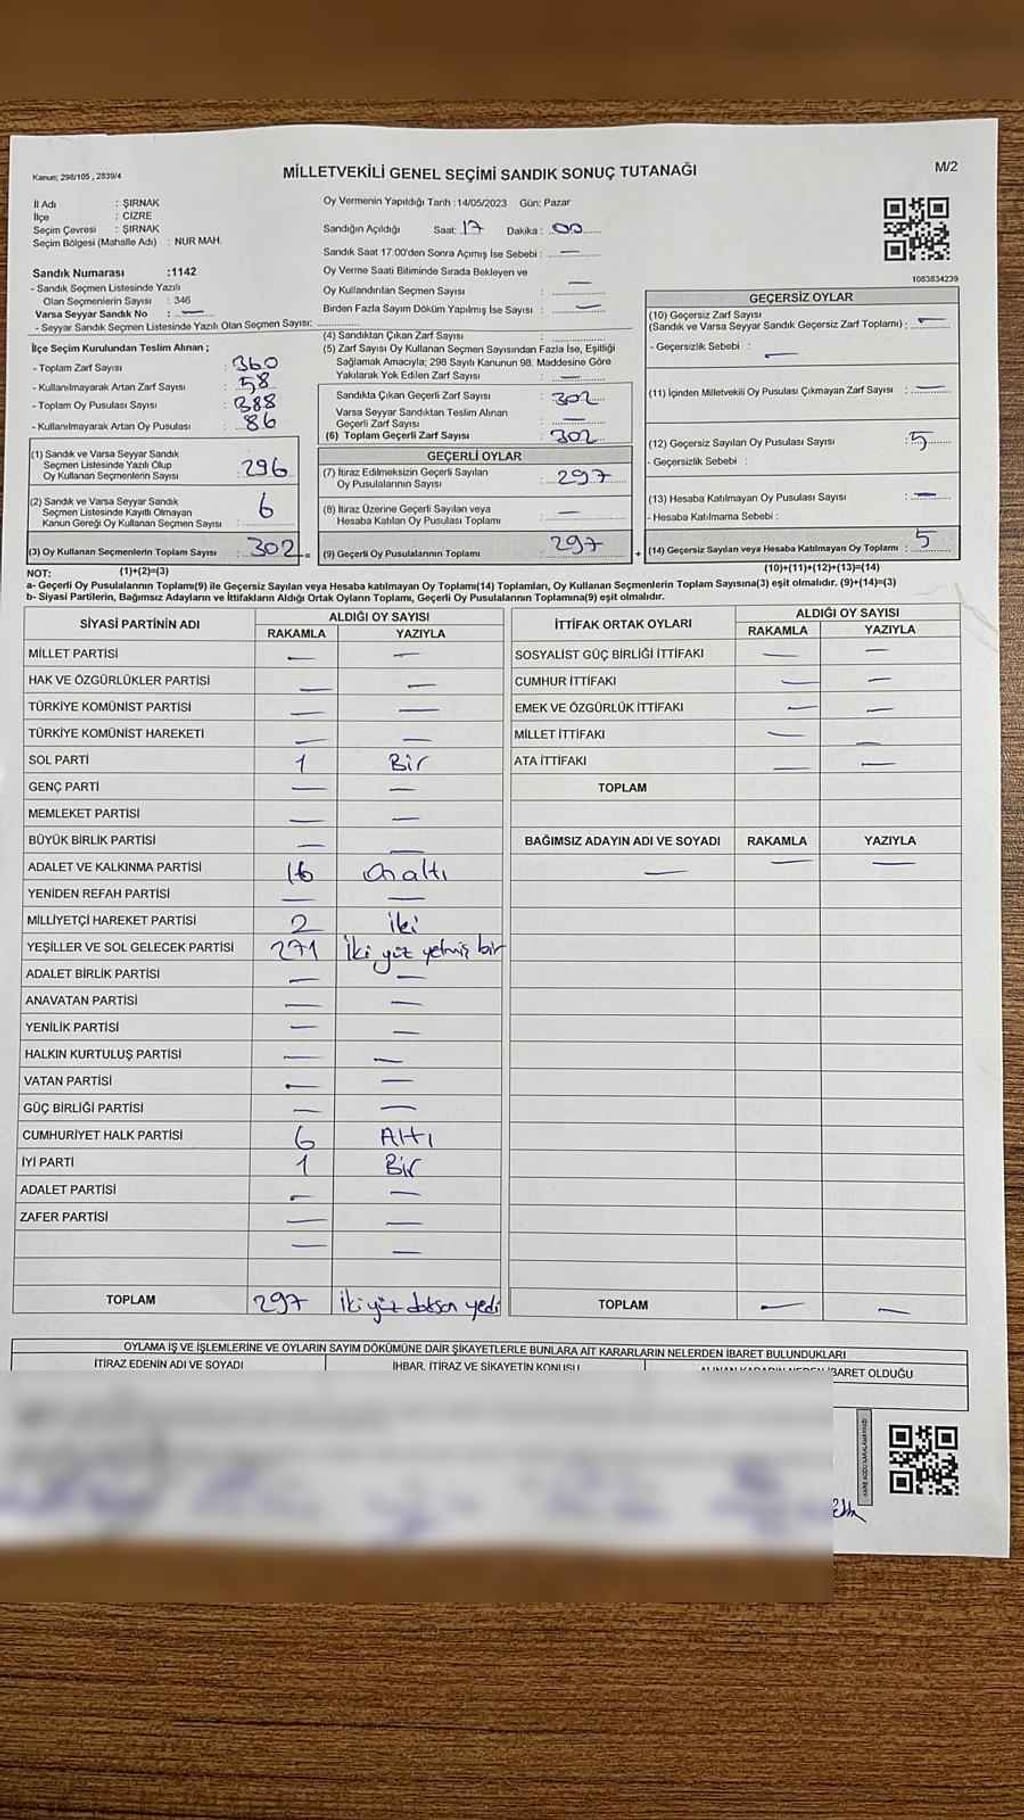 Kanun; 298/105 , 2839/4
MİLLETVEKİLİ GENEL SEÇİMİ SANDIK SONUÇ TUTANAĞI
M/2
İl Adı : ŞIRNAK
İlçe : CİZRE
Seçim Çevresi : ŞIRNAK
Seçim Bölgesi (Mahalle Adı) : NUR MAH.
Sandık Numarası :1142
- Sandık Seçmen Listesinde Yazılı
Olan Seçmenlerin Sayısı : 346
Varsa Seyyar Sandık No : —
- Seyyar Sandık Seçmen Listesinde Yazılı Olan Seçmen Sayısı:
İlçe Seçim Kurulundan Teslim Alınan ;
- Toplam Zarf Sayısı : 360
- Kullanılmayarak Artan Zarf Sayısı : 58
- Toplam Oy Pusulası Sayısı : 388
- Kullanılmayarak Artan Oy Pusulası : 86
(1) Sandık ve Varsa Seyyar Sandık
Seçmen Listesinde Yazılı Olup
Oy Kullanan Seçmenlerin Sayısı : 296
(2) Sandık ve Varsa Seyyar Sandık
Seçmen Listesinde Kayıtlı Olmayan
Kanun Gereği Oy Kullanan Seçmen Sayısı : 6
(3) Oy Kullanan Seçmenlerin Toplam Sayısı : 302 =
(1)+(2)=(3)
Oy Vermenin Yapıldığı Tarih :14/05/2023 Gün: Pazar
Sandığın Açıldığı Saat: 17 Dakika : 00
Sandık Saat 17.00'den Sonra Açımış İse Sebebi : —
Oy Verme Saati Bitiminde Sırada Bekleyen ve
Oy Kullandırılan Seçmen Sayısı : —
Birden Fazla Sayım Döküm Yapılmış İse Sayısı : —
(4) Sandıktan Çıkan Zarf Sayısı :
(5) Zarf Sayısı Oy Kullanan Seçmen Sayısından Fazla İse, Eşitliği
Sağlamak Amacıyla; 298 Sayılı Kanunun 98. Maddesine Göre
Yakılarak Yok Edilen Zarf Sayısı : —
Sandıkta Çıkan Geçerli Zarf Sayısı : 302
Varsa Seyyar Sandıktan Teslim Alınan
Geçerli Zarf Sayısı : —
(6) Toplam Geçerli Zarf Sayısı : 302
GEÇERLİ OYLAR
(7) İtiraz Edilmeksizin Geçerli Sayılan
Oy Pusulalarının Sayısı : 297
(8) İtiraz Üzerine Geçerli Sayılan veya
Hesaba Katılan Oy Pusulası Toplamı : —
(9) Geçerli Oy Pusulalarının Toplamı : 297 +
1083834239
GEÇERSİZ OYLAR
(10) Geçersiz Zarf Sayısı
(Sandık ve Varsa Seyyar Sandık Geçersiz Zarf Toplamı) : —
- Geçersizlik Sebebi : —
(11) İçinden Milletvekili Oy Pusulası Çıkmayan Zarf Sayısı : —
(12) Geçersiz Sayılan Oy Pusulası Sayısı : 5
- Geçersizlik Sebebi :
(13) Hesaba Katılmayan Oy Pusulası Sayısı : —
- Hesaba Katılmama Sebebi :
(14) Geçersiz Sayılan veya Hesaba Katılmayan Oy Toplamı : 5
(10)+(11)+(12)+(13)=(14)
NOT:
a- Geçerli Oy Pusulalarının Toplamı(9) ile Geçersiz Sayılan veya Hesaba katılmayan Oy Toplamı(14) Toplamları, Oy Kullanan Seçmenlerin Toplam Sayısına(3) eşit olmalıdır. (9)+(14)=(3)
b- Siyasi Partilerin, Bağımsız Adayların ve İttifakların Aldığı Ortak Oyların Toplamı, Geçerli Oy Pusulalarının Toplamına(9) eşit olmalıdır.
SİYASİ PARTİNİN ADI ALDIĞI OY SAYISI
RAKAMLA YAZIYLA
MİLLET PARTİSİ — —
HAK VE ÖZGÜRLÜKLER PARTİSİ — —
TÜRKİYE KOMÜNİST PARTİSİ — —
TÜRKİYE KOMÜNİST HAREKETİ — —
SOL PARTİ 1 Bir
GENÇ PARTİ — —
MEMLEKET PARTİSİ — —
BÜYÜK BİRLİK PARTİSİ — —
ADALET VE KALKINMA PARTİSİ 16 Onaltı
YENİDEN REFAH PARTİSİ — —
MİLLİYETÇİ HAREKET PARTİSİ 2 iki
YEŞİLLER VE SOL GELECEK PARTİSİ 271 İki yüz yetmiş bir
ADALET BİRLİK PARTİSİ — —
ANAVATAN PARTİSİ — —
YENİLİK PARTİSİ — —
HALKIN KURTULUŞ PARTİSİ — —
VATAN PARTİSİ — —
GÜÇ BİRLİĞİ PARTİSİ — —
CUMHURİYET HALK PARTİSİ 6 Altı
İYİ PARTİ 1 Bir
ADALET PARTİSİ — —
ZAFER PARTİSİ — —
— —
TOPLAM 297 İki yüz doksan yedi
İTTİFAK ORTAK OYLARI ALDIĞI OY SAYISI
RAKAMLA YAZIYLA
SOSYALİST GÜÇ BİRLİĞİ İTTİFAKI — —
CUMHUR İTTİFAKI — —
EMEK VE ÖZGÜRLÜK İTTİFAKI — —
MİLLET İTTİFAKI — —
ATA İTTİFAKI — —
TOPLAM
BAĞIMSIZ ADAYIN ADI VE SOYADI RAKAMLA YAZIYLA
— — —
TOPLAM — —
OYLAMA İŞ VE İŞLEMLERİNE VE OYLARIN SAYIM DÖKÜMÜNE DAİR ŞİKAYETLERLE BUNLARA AİT KARARLARIN NELERDEN İBARET BULUNDUKLARI
İTİRAZ EDENİN ADI VE SOYADI İHBAR, İTİRAZ VE ŞİKAYETİN KONUSU